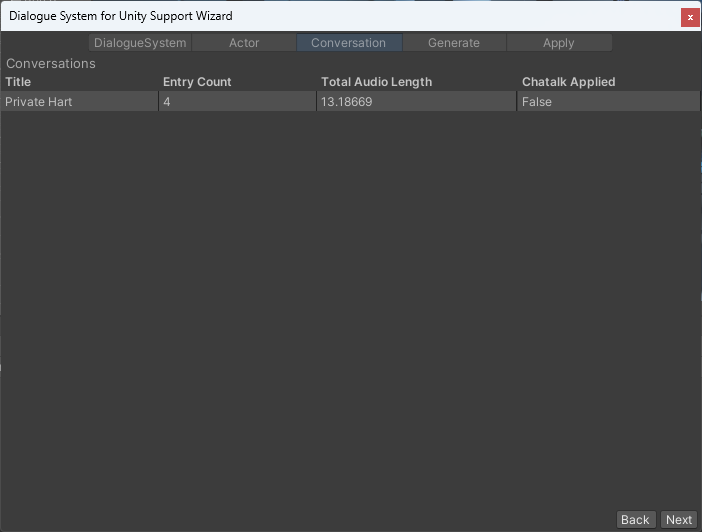 Dialogue System for Unity Support Wizard x
DialogueSystem Actor Conversation Generate Apply
Conversations
Title Entry Count Total Audio Length Chatalk Applied
Private Hart 4 13.18669 False
Back Next